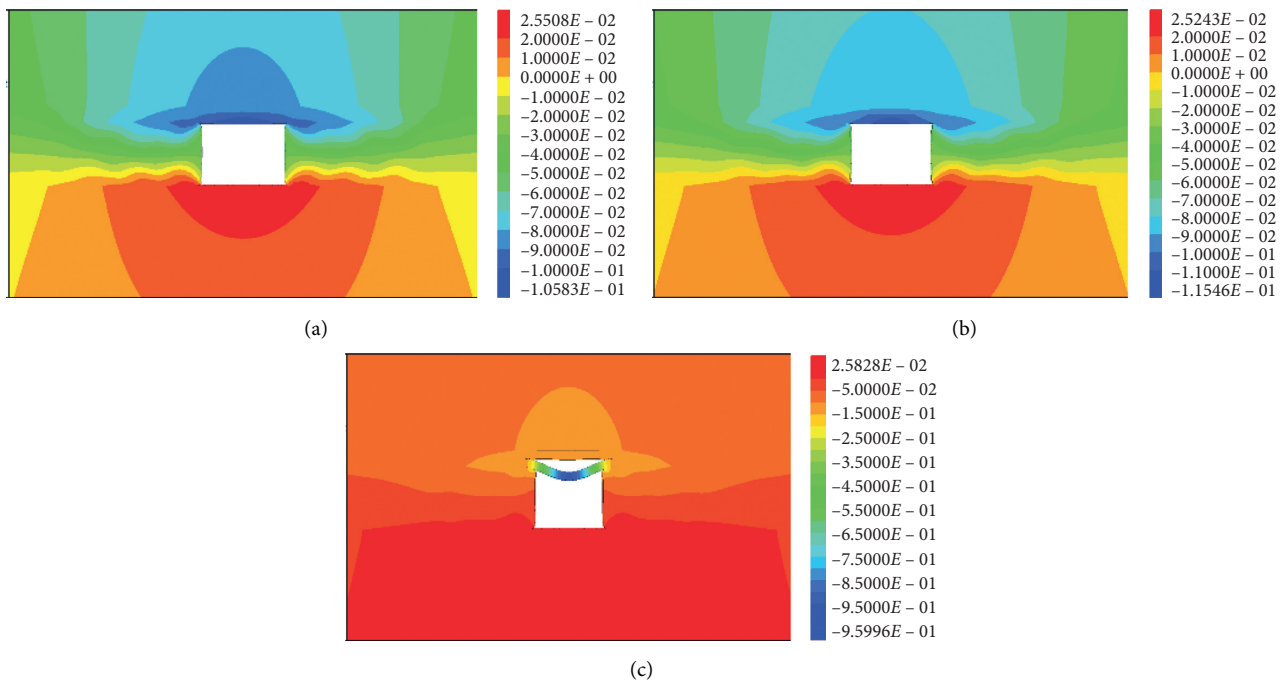 2.5508E – 02
2.0000E – 02
1.0000E – 02
0.0000E + 00
–1.0000E – 02
–2.0000E – 02
–3.0000E – 02
–4.0000E – 02
–5.0000E – 02
–6.0000E – 02
–7.0000E – 02
–8.0000E – 02
–9.0000E – 02
–1.0000E – 01
–1.0583E – 01
(a)
2.5243E – 02
2.0000E – 02
1.0000E – 02
0.0000E + 00
–1.0000E – 02
–2.0000E – 02
–3.0000E – 02
–4.0000E – 02
–5.0000E – 02
–6.0000E – 02
–7.0000E – 02
–8.0000E – 02
–9.0000E – 02
–1.0000E – 01
–1.1000E – 01
–1.1546E – 01
(b)
2.5828E – 02
–5.0000E – 02
–1.5000E – 01
–2.5000E – 01
–3.5000E – 01
–4.5000E – 01
–5.5000E – 01
–6.5000E – 01
–7.5000E – 01
–8.5000E – 01
–9.5000E – 01
–9.5996E – 01
(c)